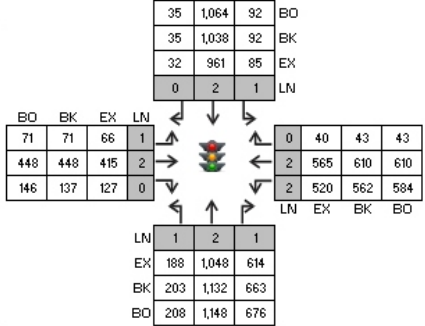 35 1,064 92 BO
35 1,038 92 BK
32 961 85 EX
0 2 1 LN
BO BK EX LN
71 71 66 1
448 448 415 2
146 137 127 0
0 40 43 43
2 565 610 610
2 520 562 584
LN EX BK BO
LN 1 2 1
EX 188 1,048 614
BK 203 1,132 663
BO 208 1,148 676